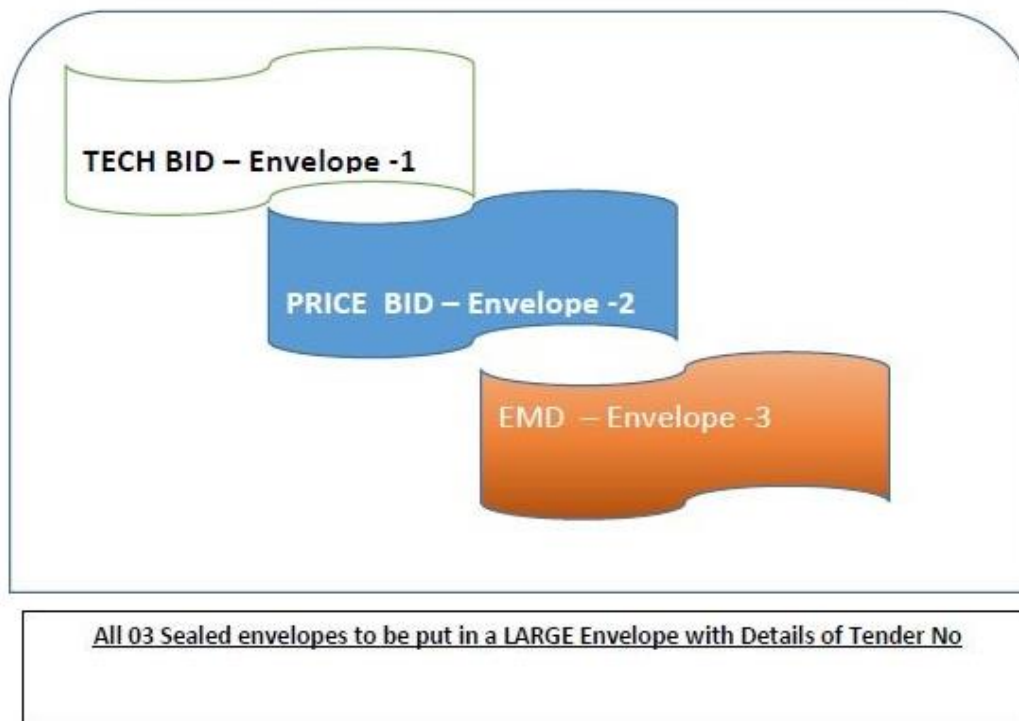 TECH BID – Envelope -1
PRICE BID – Envelope -2
EMD – Envelope -3
All 03 Sealed envelopes to be put in a LARGE Envelope with Details of Tender No